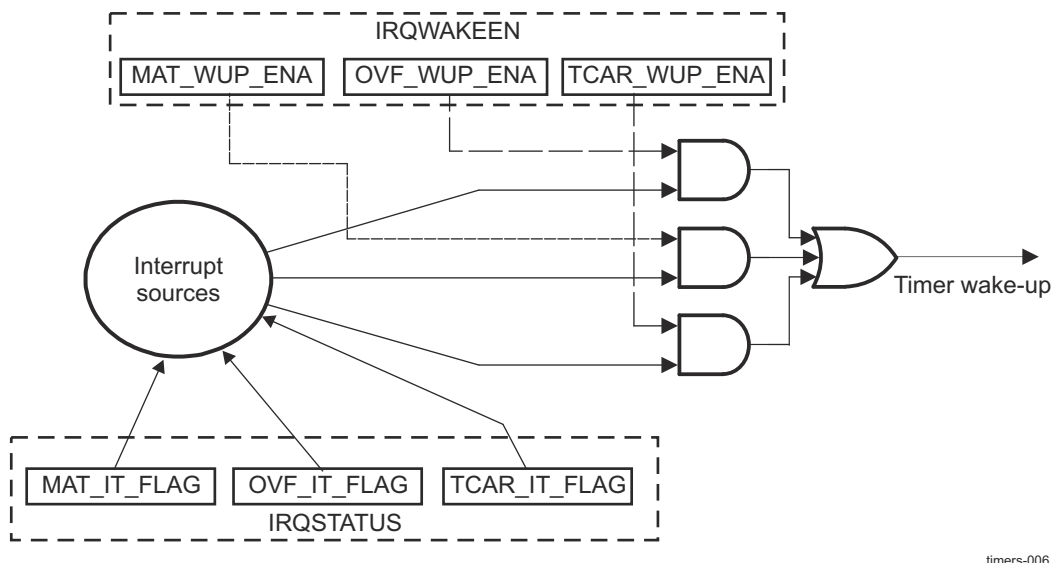 IRQWAKEEN
MAT_WUP_ENA OVF_WUP_ENA TCAR_WUP_ENA
Interrupt
sources
Timer wake-up
MAT_IT_FLAG OVF_IT_FLAG TCAR_IT_FLAG
IRQSTATUS
timers-006